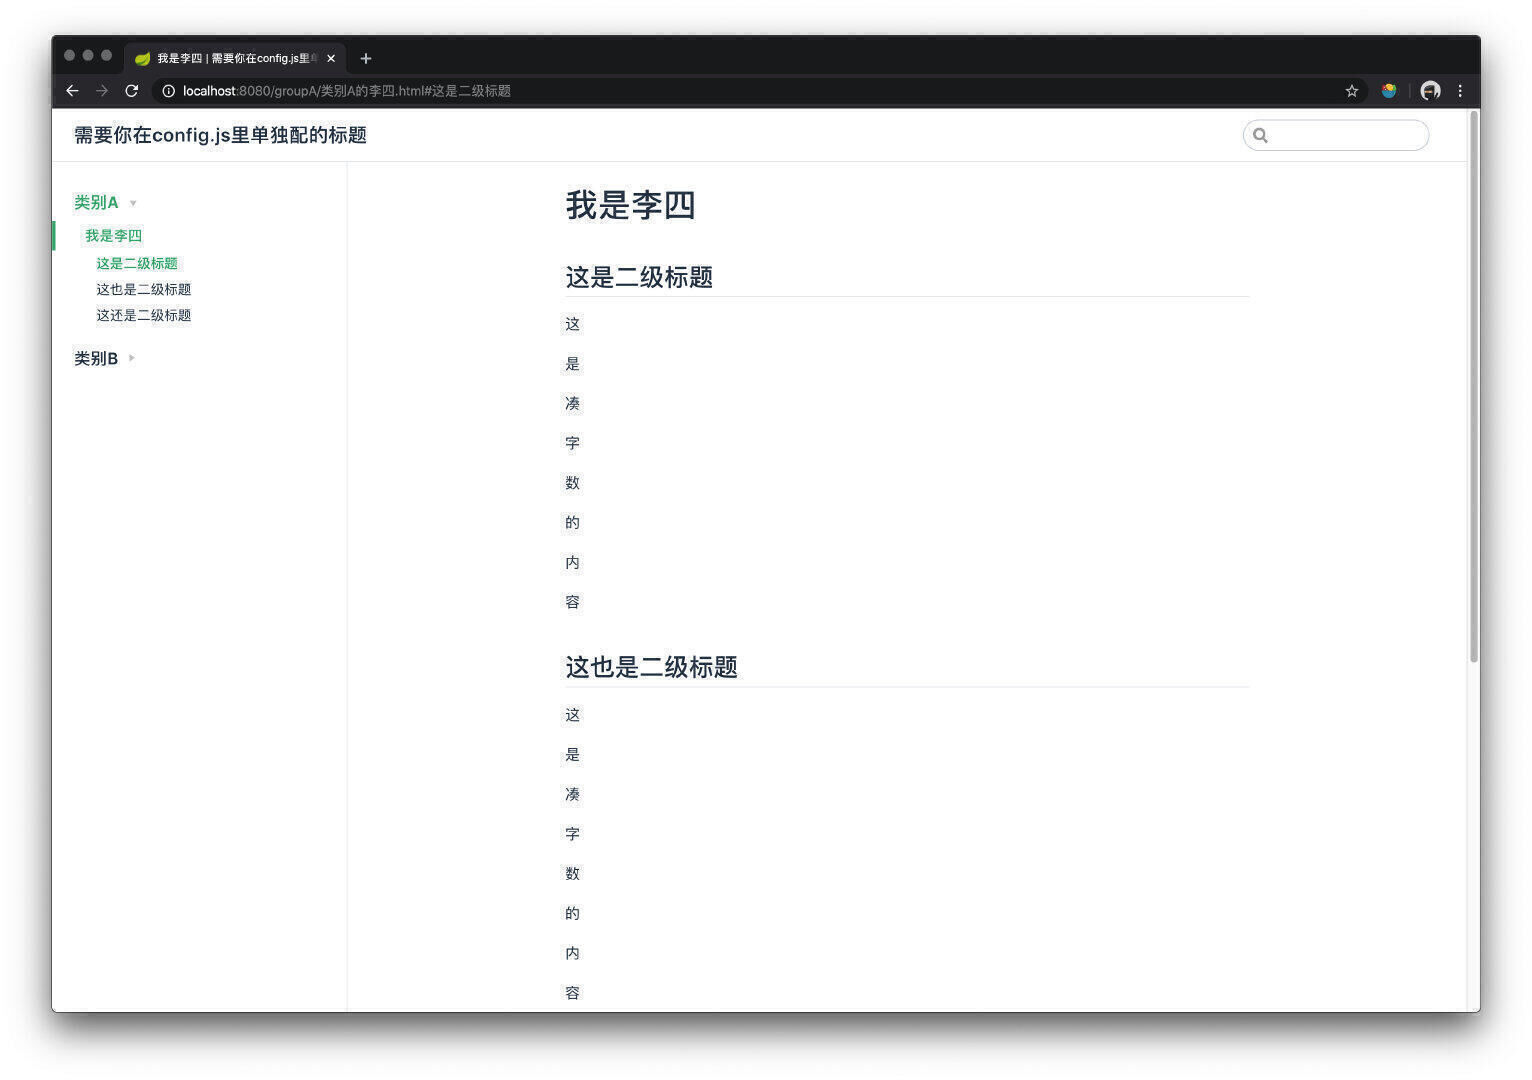 我是李四 | 需要你在config.js里单
localhost:8080/groupA/类别A的李四.html#这是二级标题
需要你在config.js里单独配的标题
类别A
我是李四
这是二级标题
这也是二级标题
这还是二级标题
类别B
我是李四
这是二级标题
这
是
凑
字
数
的
内
容
这也是二级标题
这
是
凑
字
数
的
内
容